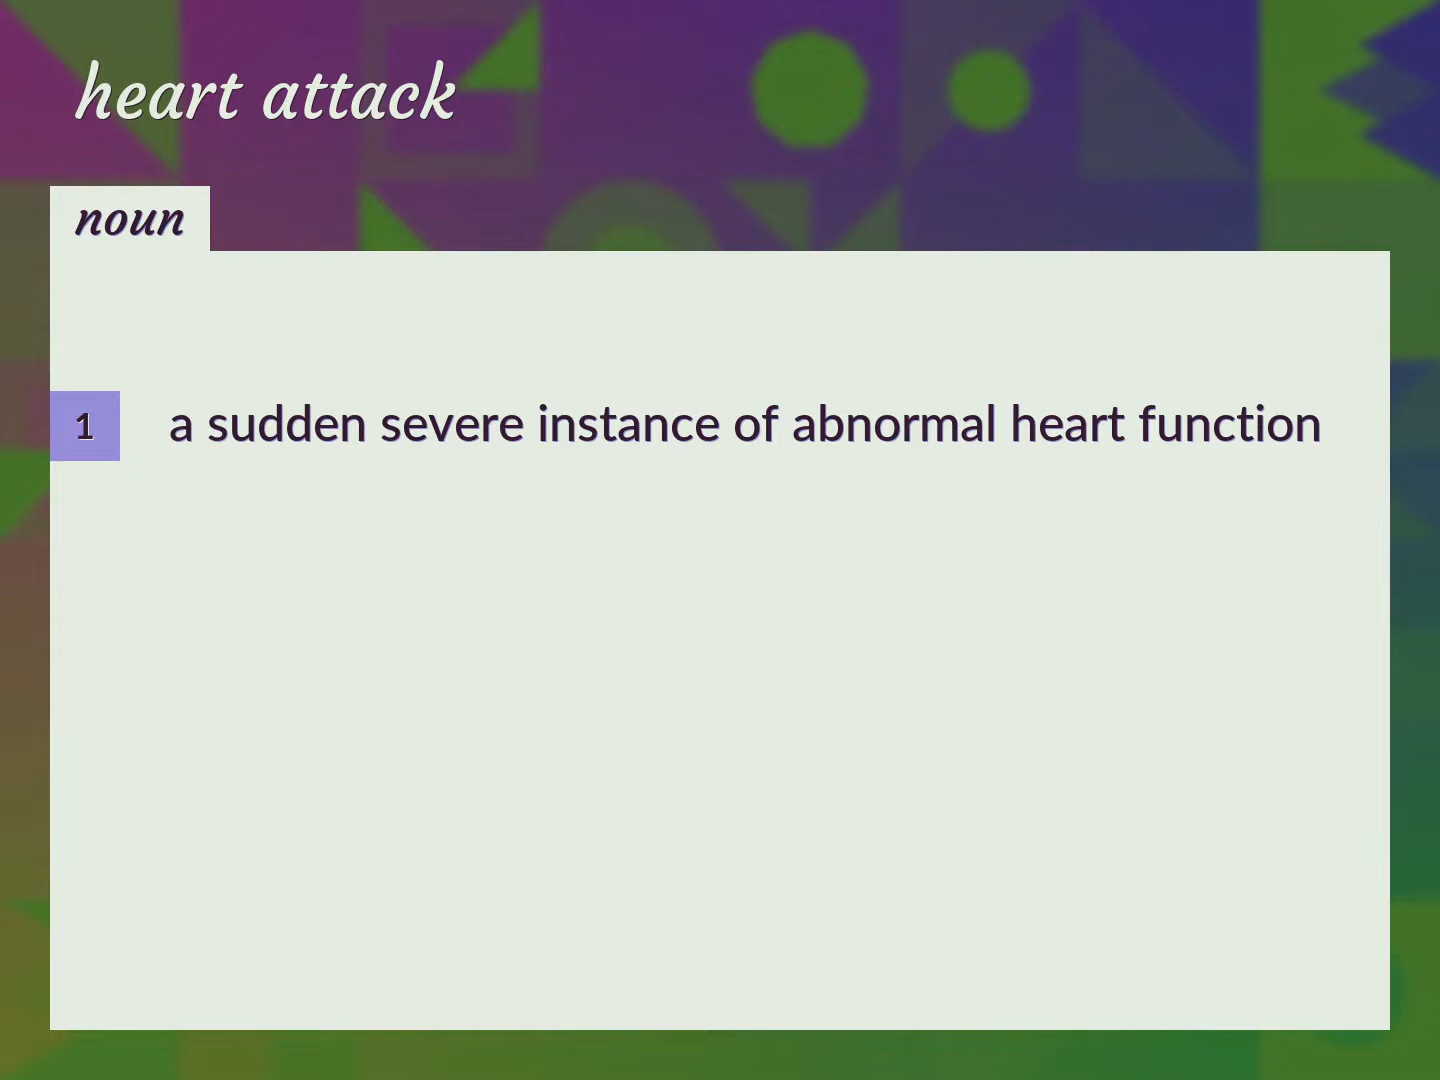 heart attack
noun
1 a sudden severe instance of abnormal heart function